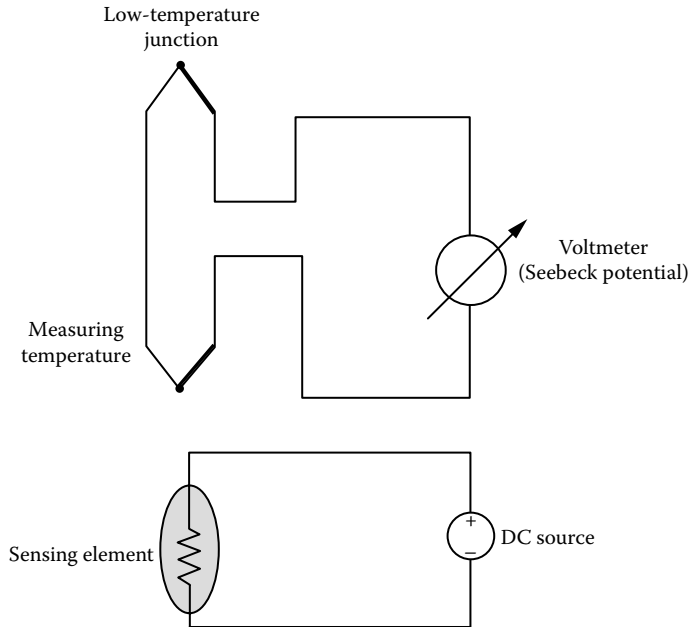 Low-temperature
junction
Voltmeter
(Seebeck potential)
Measuring
temperature
+
–
Sensing element
DC source